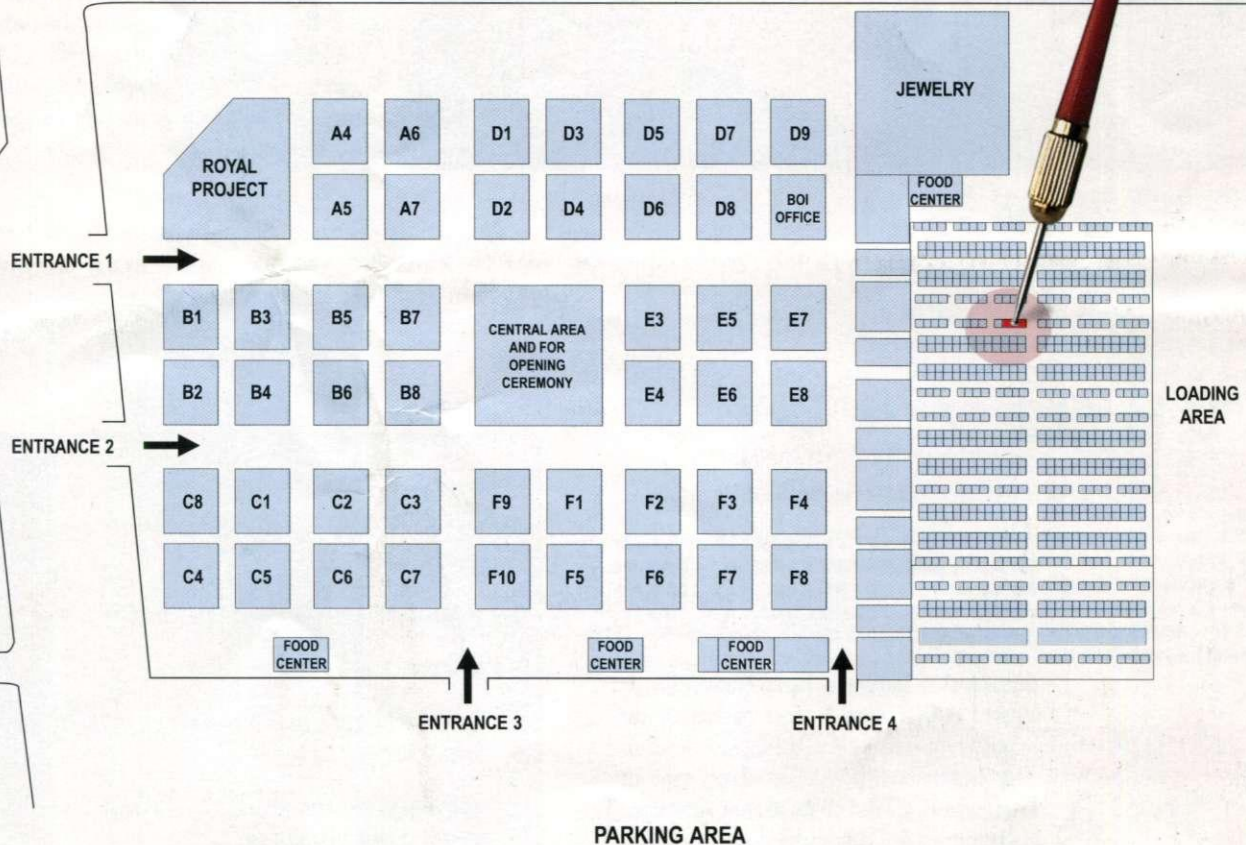 JEWELRY
A4
A6
D1
D3
D5
D7
D9
ROYAL
PROJECT
FOOD
CENTER
A5
A7
D2
D4
D6
D8
BOI
OFFICE
ENTRANCE 1
B1
B3
B5
B7
CENTRAL AREA
AND FOR
OPENING
CEREMONY
E3
E5
E7
B2
B4
B6
B8
E4
E6
E8
LOADING
AREA
ENTRANCE 2
C8
C1
C2
C3
F9
F1
F2
F3
F4
C4
C5
C6
C7
F10
F5
F6
F7
F8
FOOD
CENTER
FOOD
CENTER
FOOD
CENTER
ENTRANCE 3
ENTRANCE 4
PARKING AREA